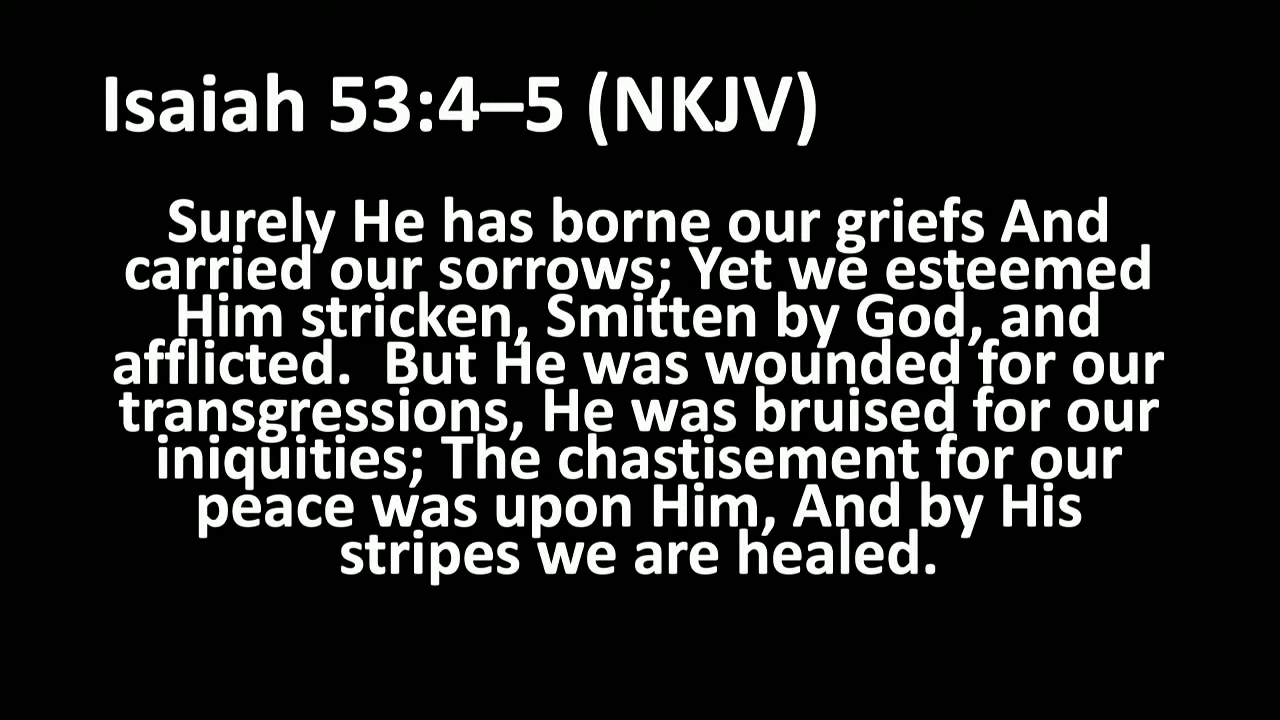 Isaiah 53:4–5 (NKJV)
Surely He has borne our griefs And
carried our sorrows; Yet we esteemed
Him stricken, Smitten by God, and
afflicted.  But He was wounded for our
transgressions, He was bruised for our
iniquities; The chastisement for our
peace was upon Him, And by His
stripes we are healed.